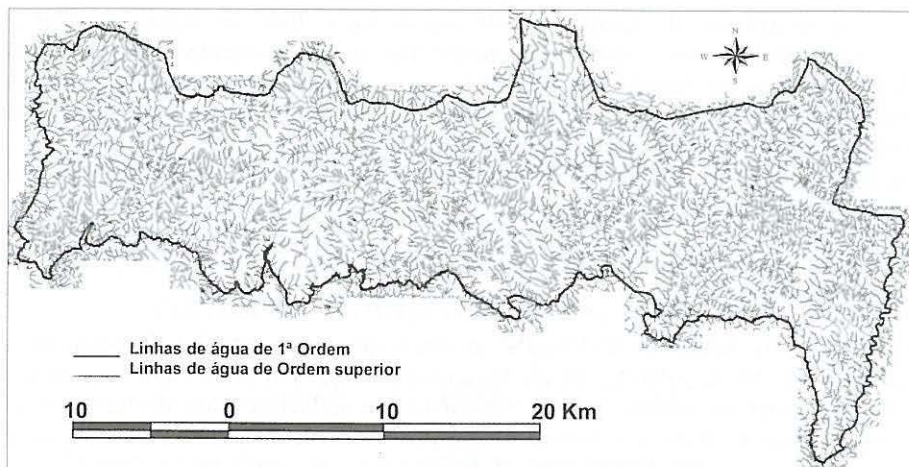 N
W E
S
Linhas de água de 1ª Ordem
Linhas de água de Ordem superior
10 0 10 20 Km